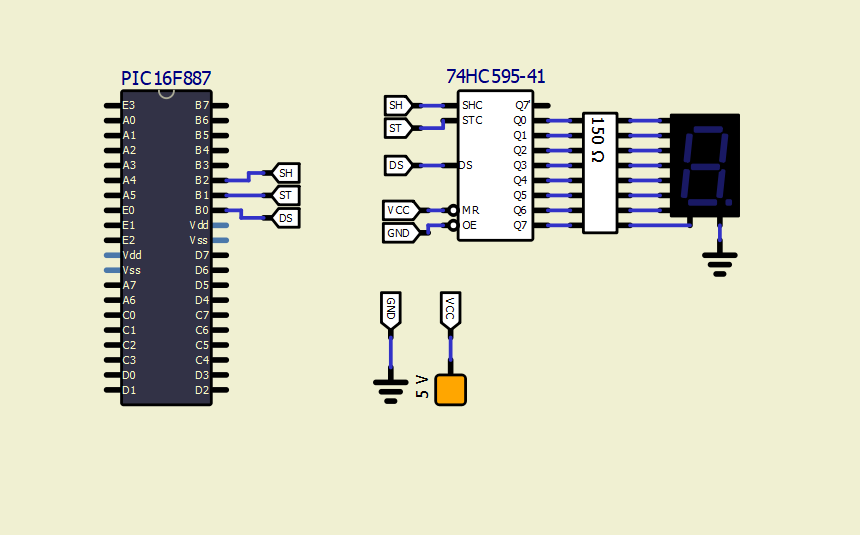 PIC16F887
E3 B7
A0 B6
A1 B5
A2 B4
A3 B3
A4 B2
A5 B1
E0 B0
E1 Vdd
E2 Vss
Vdd D7
Vss D6
A7 D5
A6 D4
C0 C7
C1 C6
C2 C5
C3 C4
D0 D3
D1 D2
SH
ST
DS
74HC595-41
SH SHC Q7'
ST STC Q0
Q1
Q2
DS DS Q3
Q4
Q5
VCC MR Q6
GND OE Q7
150 Ω
GND
VCC
5 V